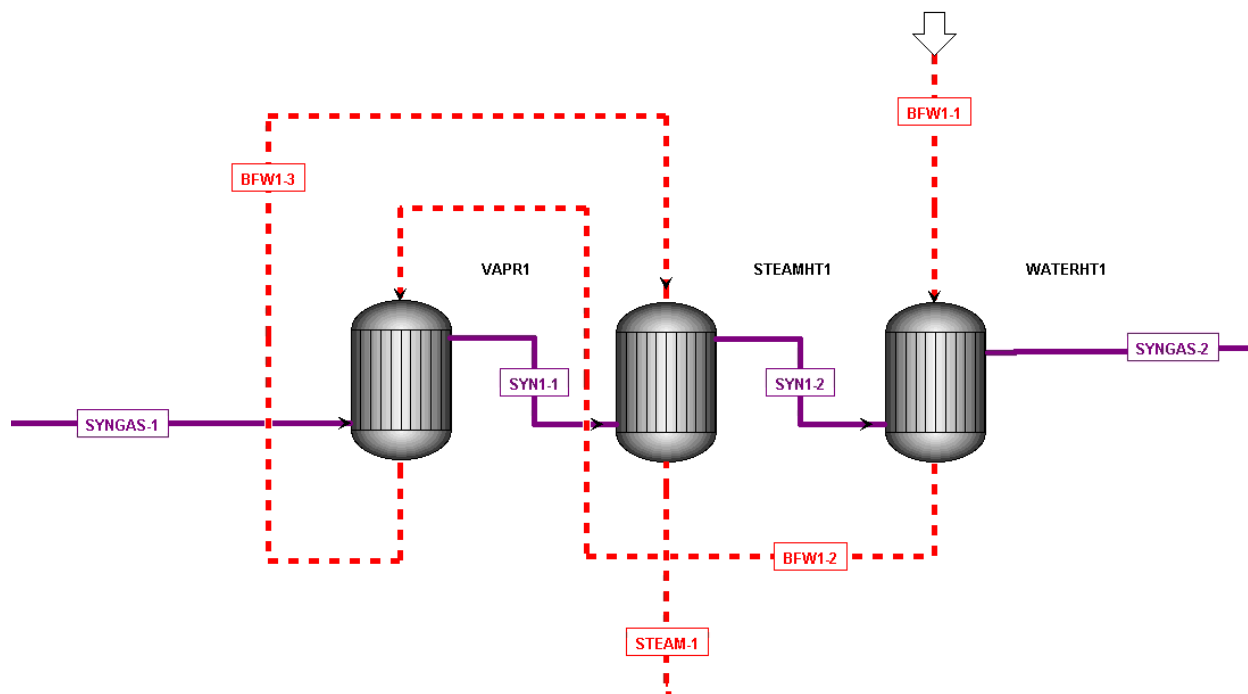 BFW1-1
BFW1-3
VAPR1
STEAMHT1
WATERHT1
SYNGAS-2
SYN1-1
SYN1-2
SYNGAS-1
BFW1-2
STEAM-1